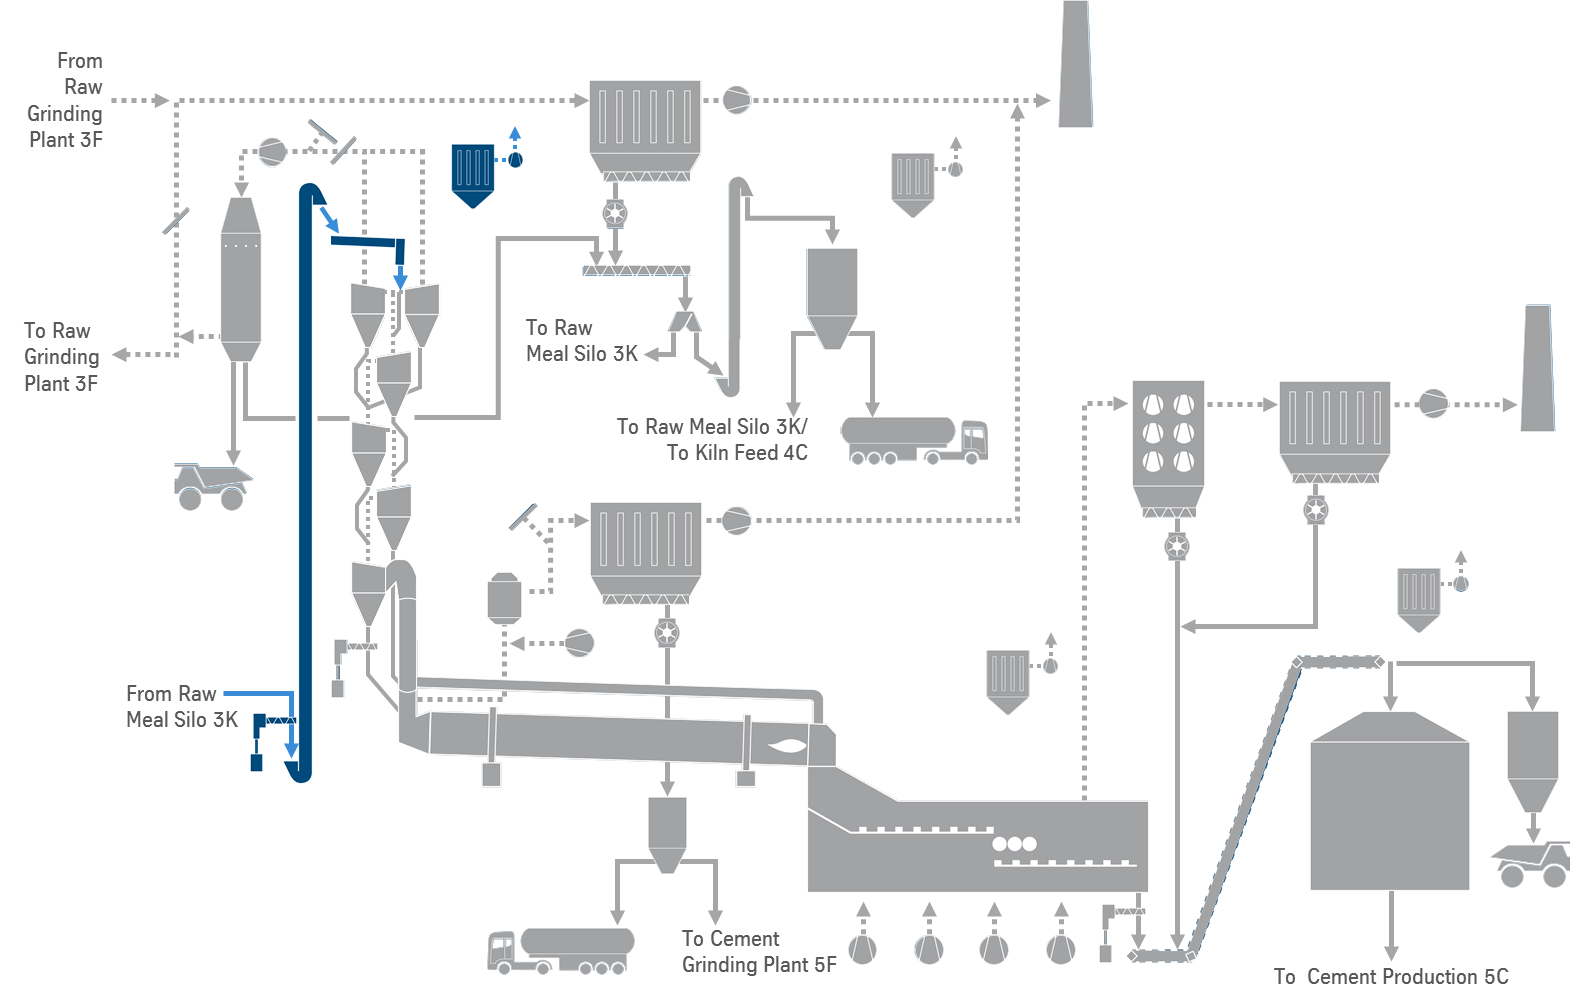 From
Raw
Grinding
Plant 3F
To Raw
Grinding
Plant 3F
To Raw
Meal Silo 3K
To Raw Meal Silo 3K/
To Kiln Feed 4C
From Raw
Meal Silo 3K
To Cement
Grinding Plant 5F
To Cement Production 5C